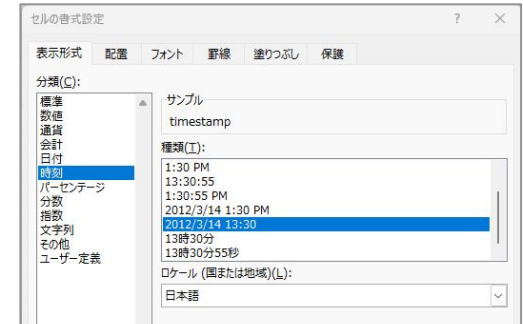 セルの書式設定 ? ×
表示形式 配置 フォント 罫線 塗りつぶし 保護
分類(C):
標準
数値
通貨
会計
日付
時刻
パーセンテージ
分数
指数
文字列
その他
ユーザー定義
サンプル
timestamp
種類(T):
1:30 PM
13:30:55
1:30:55 PM
2012/3/14 1:30 PM
2012/3/14 13:30
13時30分
13時30分55秒
ロケール (国または地域)(L):
日本語